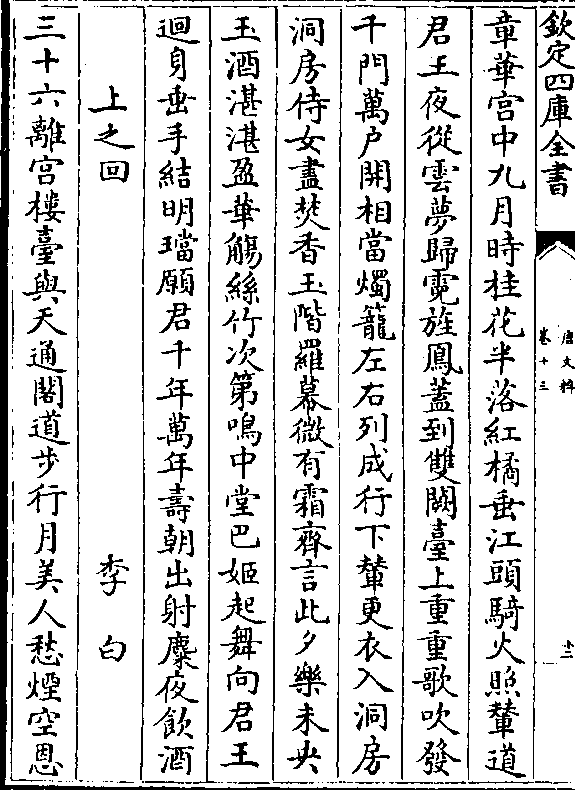 欽定四庫全書
唐文粹
卷十三
十三
章華宮中九月時桂花半落紅橘垂江頭騎火照輦道
君王夜從雲夢歸霓旌鳳蓋到雙闕臺上重重歌吹發
千門萬户開相當燭籠左右列成行下輦更衣入洞房
洞房侍女盡焚香玉階羅幕微有霜齊言此夕樂未央
玉酒湛湛盈華觴絲竹次第鳴中堂巴姬起舞向君王
迴身垂手結明璫願君千年萬年壽朝出射麋夜飲酒
上之回　李白
三十六離宮樓臺與天通閣道步行月美人愁煙空恩